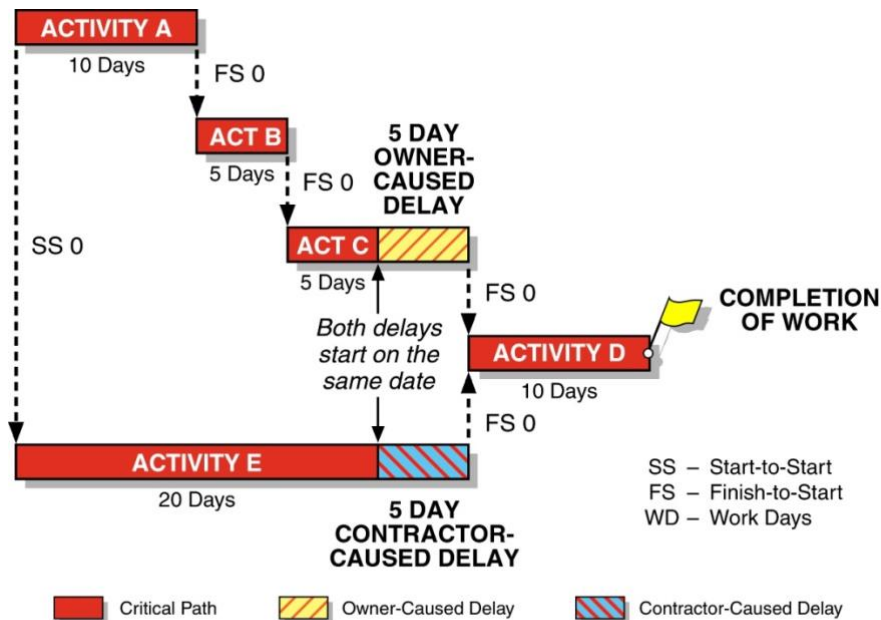 ACTIVITY A
10 Days
FS 0
ACT B
5 Days
FS 0
5 DAY
OWNER-
CAUSED
DELAY
SS 0
ACT C
5 Days
FS 0
Both delays
start on the
same date
COMPLETION
OF WORK
ACTIVITY D
10 Days
FS 0
ACTIVITY E
20 Days
5 DAY
CONTRACTOR-
CAUSED DELAY
SS – Start-to-Start
FS – Finish-to-Start
WD – Work Days
Critical Path
Owner-Caused Delay
Contractor-Caused Delay